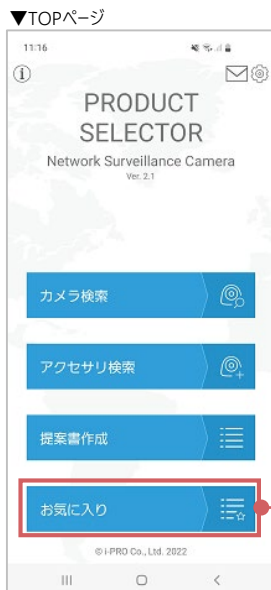 ▼TOPページ
11:16
PRODUCT
SELECTOR
Network Surveillance Camera
Ver. 2.1
カメラ検索
アクセサリ検索
提案書作成
お気に入り
© i-PRO Co., Ltd. 2022